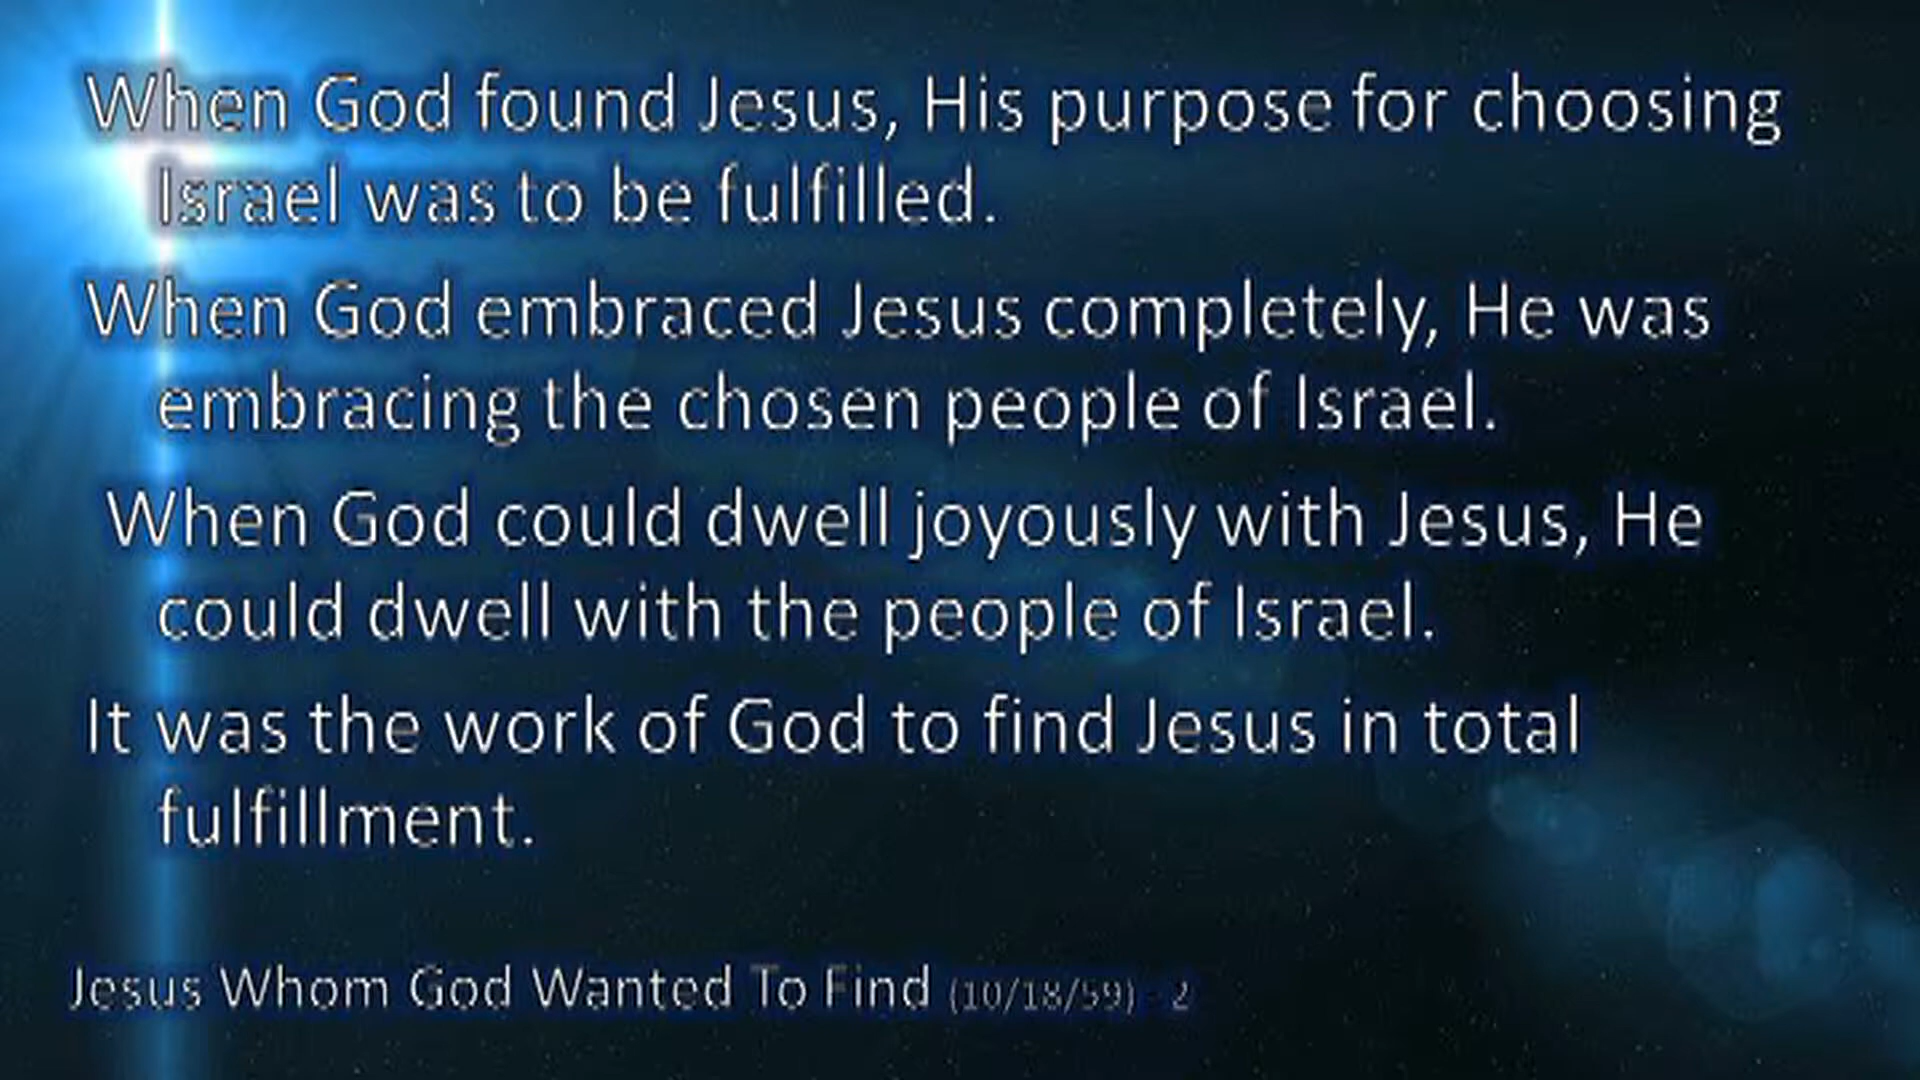 When God found Jesus, His purpose for choosing
Israel was to be fulfilled.
When God embraced Jesus completely, He was
embracing the chosen people of Israel.
When God could dwell joyously with Jesus, He
could dwell with the people of Israel.
It was the work of God to find Jesus in total
fulfillment.
Jesus Whom God Wanted To Find (10/18/59) - 2